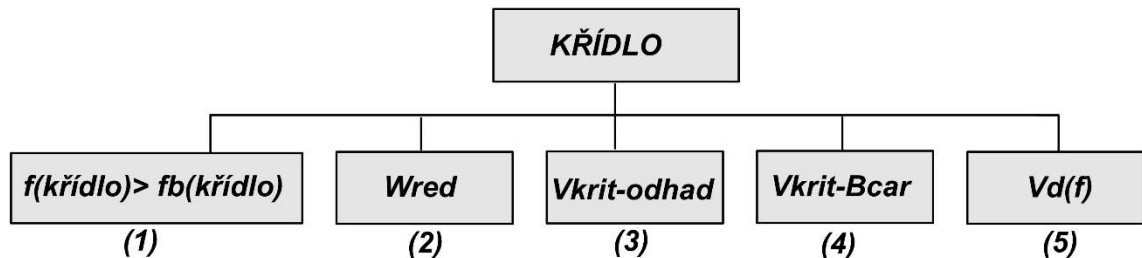 KŘÍDLO
f(křídlo)> fb(křídlo)
Wred
Vkrit-odhad
Vkrit-Bcar
Vd(f)
(1)
(2)
(3)
(4)
(5)